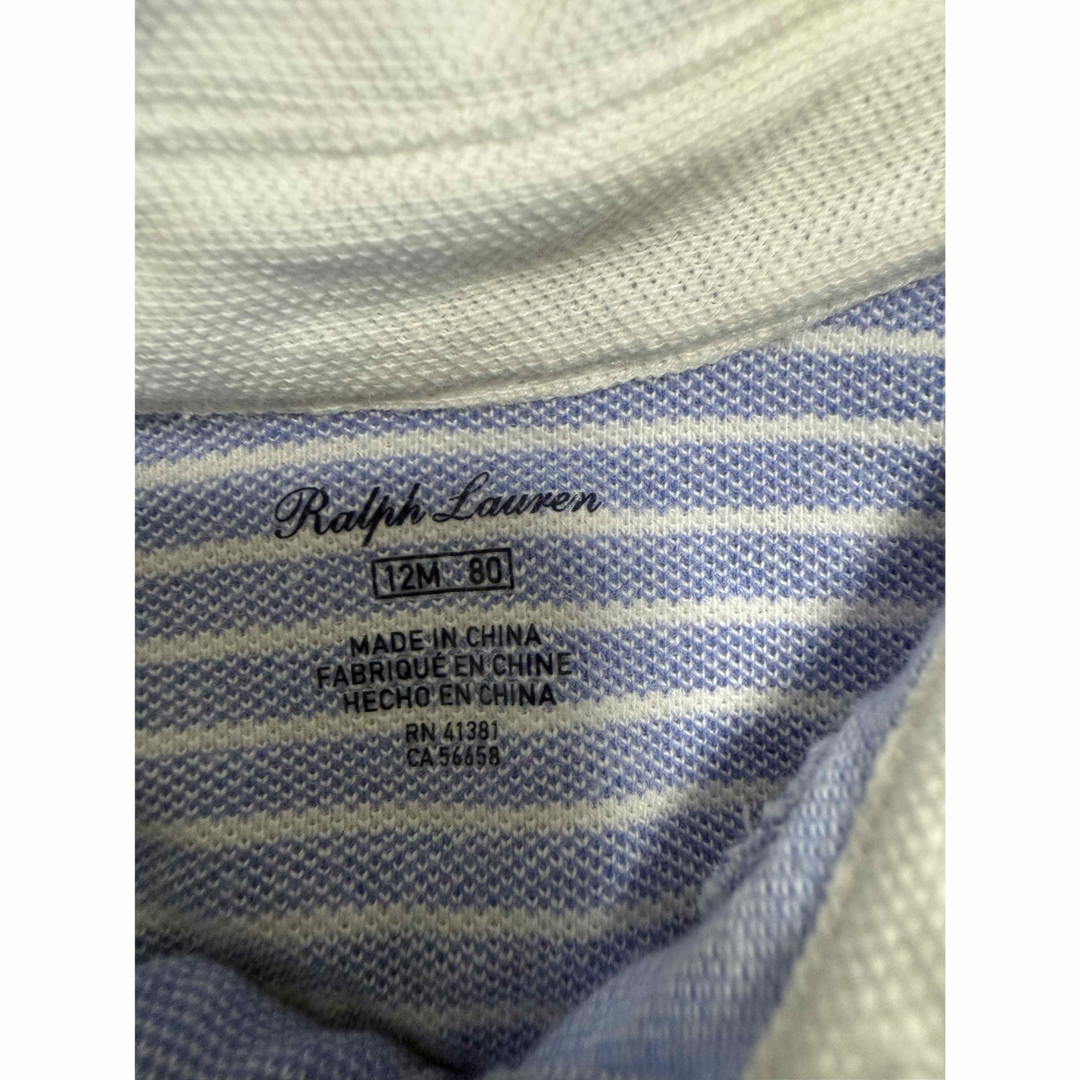 Ralph Lauren
12M 80
MADE IN CHINA
FABRIQUÉ EN CHINE
HECHO EN CHINA
RN 41381
CA 56658